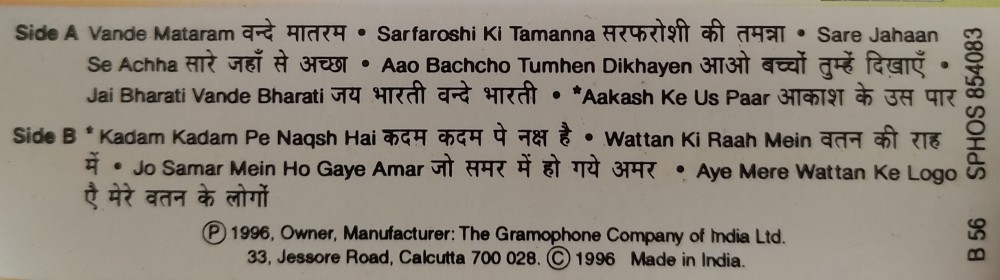 Side A Vande Mataram वन्दे मातरम • Sarfaroshi Ki Tamanna सरफरोशी की तमन्ना • Sare Jahaan
Se Achha सारे जहाँ से अच्छा • Aao Bachcho Tumhen Dikhayen आओ बच्चों तुम्हें दिखाएँ •
Jai Bharati Vande Bharati जय भारती वन्दे भारती • *Aakash Ke Us Paar आकाश के उस पार
Side B * Kadam Kadam Pe Naqsh Hai कदम कदम पे नक्ष है • Wattan Ki Raah Mein वतन की राह
में • Jo Samar Mein Ho Gaye Amar जो समर में हो गये अमर • Aye Mere Wattan Ke Logo
ऐ मेरे वतन के लोगों
Ⓟ 1996, Owner, Manufacturer: The Gramophone Company of India Ltd.
33, Jessore Road, Calcutta 700 028. Ⓒ 1996 Made in India.
B 56 SPHOS 854083